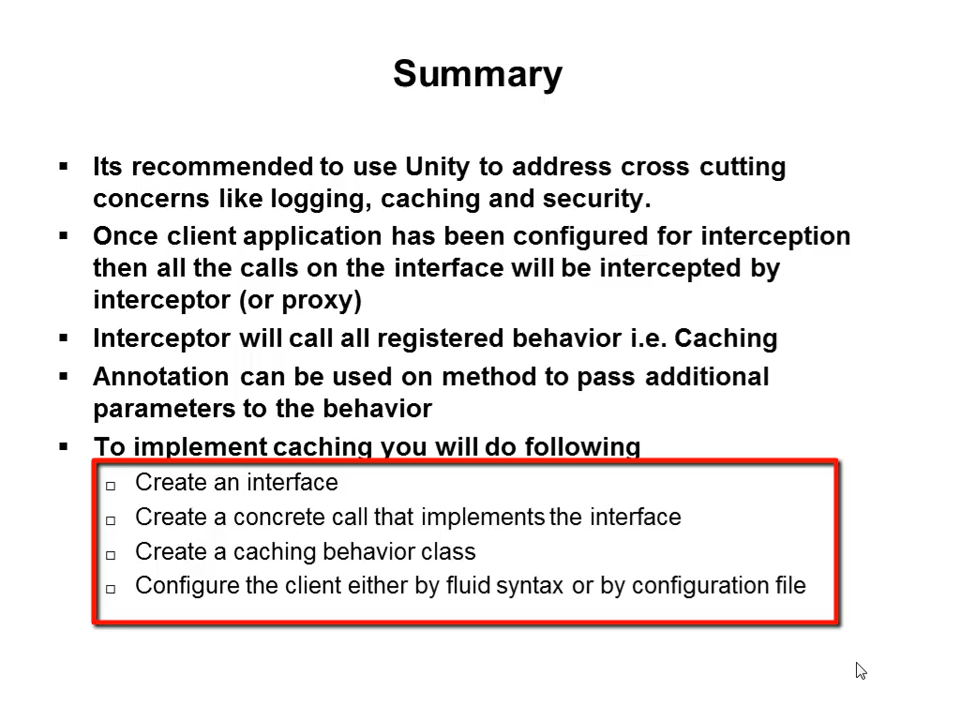 Summary
▪ Its recommended to use Unity to address cross cutting
concerns like logging, caching and security.
▪ Once client application has been configured for interception
then all the calls on the interface will be intercepted by
interceptor (or proxy)
▪ Interceptor will call all registered behavior i.e. Caching
▪ Annotation can be used on method to pass additional
parameters to the behavior
▪ To implement caching you will do following
□ Create an interface
□ Create a concrete call that implements the interface
□ Create a caching behavior class
□ Configure the client either by fluid syntax or by configuration file